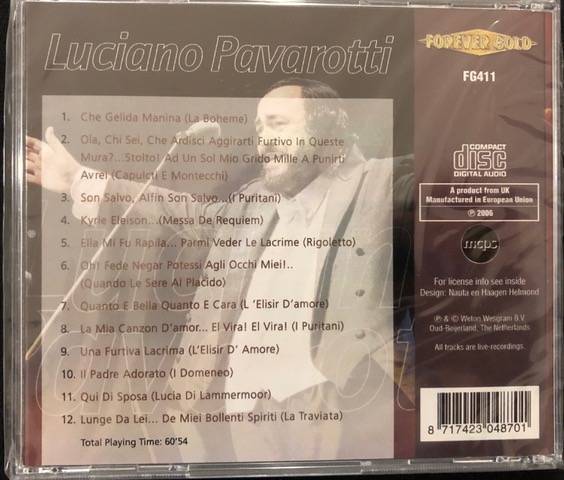 Luciano Pavarotti
1. Che Gelida Manina (La Boheme)
2. Ola, Chi Sei, Che Ardisci Aggirarti Furtivo In Queste
Mura?...Stolto! Ad Un Sol Mio Grido Mille A Punirti
Avrei (Capulcti E Montecchi)
3. Son Salvo, Alfin Son Salvo...(I Puritani)
4. Kyrie Eleison...(Messa De Requiem)
5. Ella Mi Fu Rapila... Parmi Veder Le Lacrime (Rigoletto)
6. Oh! Fede Negar Potessi Agli Occhi Miei!..
(Quando Le Sere Al Placido)
7. Quanto E Bella Quanto E Cara (L 'Elisir D'amore)
8. La Mia Canzon D'amor... El Vira! El Vira! (I Puritani)
9. Una Furtiva Lacrima (L'Elisir D' Amore)
10. Il Padre Adorato (I Domeneo)
11. Qui Di Sposa (Lucia Di Lammermoor)
12. Lunge Da Lei... De Miei Bollenti Spiriti (La Traviata)
Total Playing Time: 60'54
FOREVER GOLD
FG411
COMPACT
disc
DIGITAL AUDIO
A product from UK
Manufactured in European Union
℗ 2006
mcps
For license info see inside
Design: Nauta en Haagen Helmond
℗ & © Weton Wesgram B.V.
Oud-Beijerland, The Netherlands
All tracks are live-recordings.
8 717423 048701